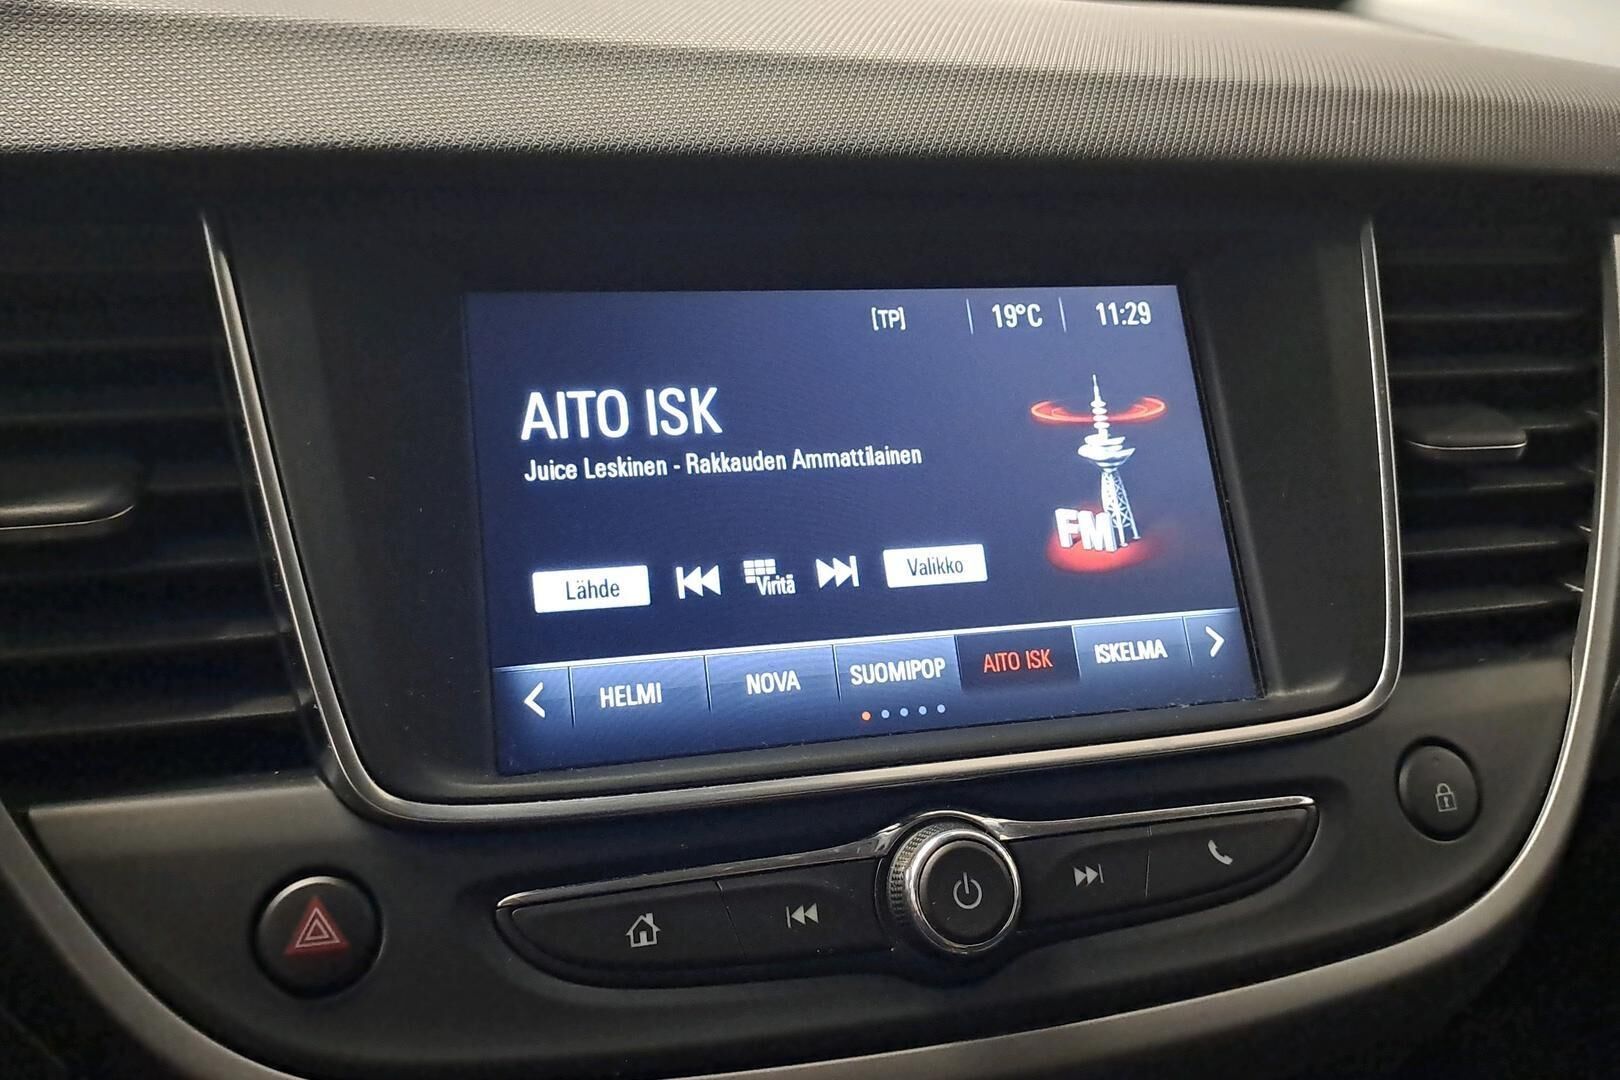 [TP] 19°C 11:29
AITO ISK
Juice Leskinen - Rakkauden Ammattilainen
FM
Lähde Viritä Valikko
HELMI NOVA SUOMIPOP AITO ISK ISKELMA